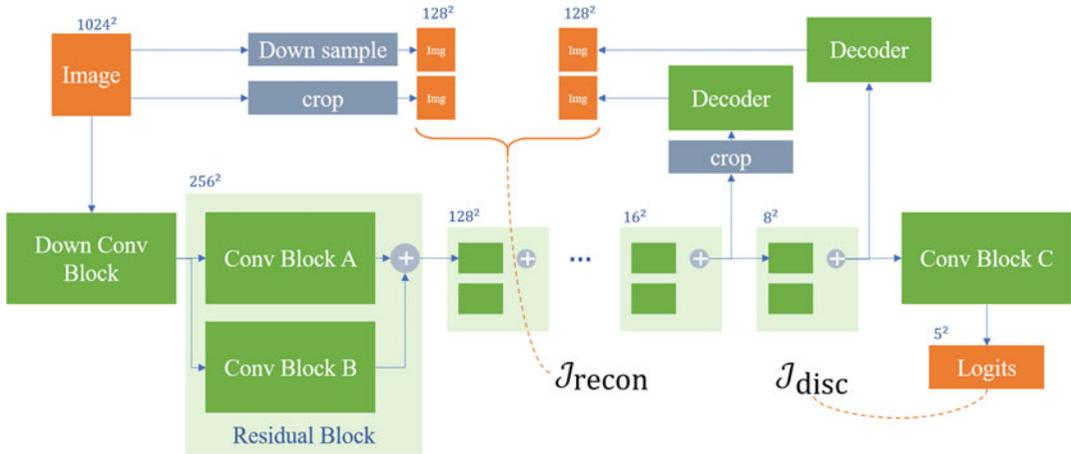 1024²
128²
128²
Image
Down sample
Img
Img
Decoder
crop
Img
Img
Decoder
crop
256²
128²
16²
8²
Down Conv
Block
Conv Block A
+
+
...
+
+
Conv Block C
Conv Block B
5²
𝒥recon
𝒥disc
Logits
Residual Block